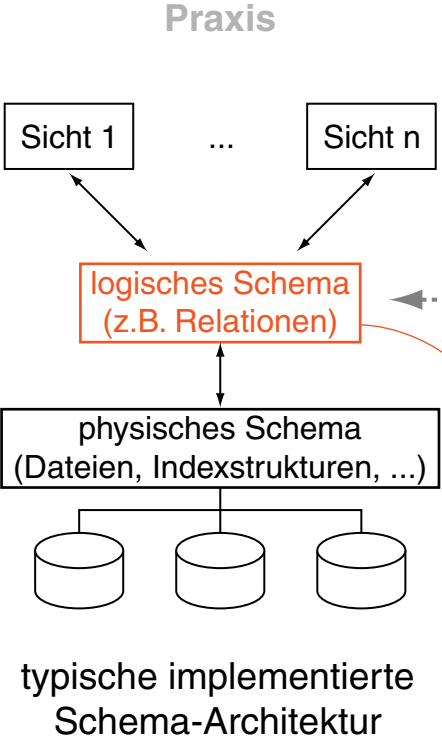 Praxis
Sicht 1 ... Sicht n
logisches Schema
(z.B. Relationen)
physisches Schema
(Dateien, Indexstrukturen, ...)
typische implementierte
Schema-Architektur